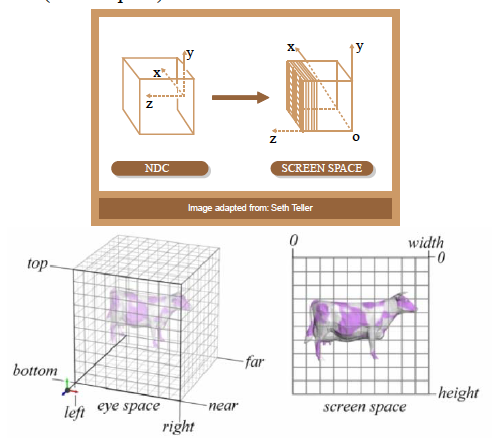 y
x
z
NDC
x
y
z
o
SCREEN SPACE
Image adapted from: Seth Teller
top
bottom
left
eye space
right
near
far
0
width
0
height
screen space